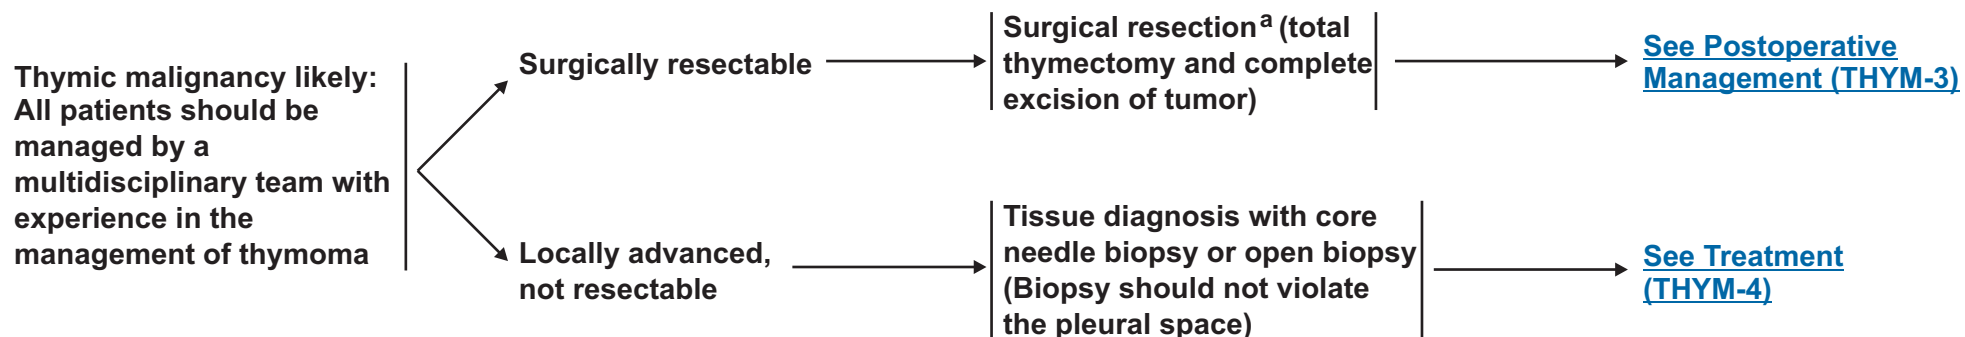 Thymic malignancy likely:
All patients should be
managed by a
multidisciplinary team with
experience in the
management of thymoma
Surgically resectable
Surgical resectionᵃ (total
thymectomy and complete
excision of tumor)
See Postoperative
Management (THYM-3)
Locally advanced,
not resectable
Tissue diagnosis with core
needle biopsy or open biopsy
(Biopsy should not violate
the pleural space)
See Treatment
(THYM-4)